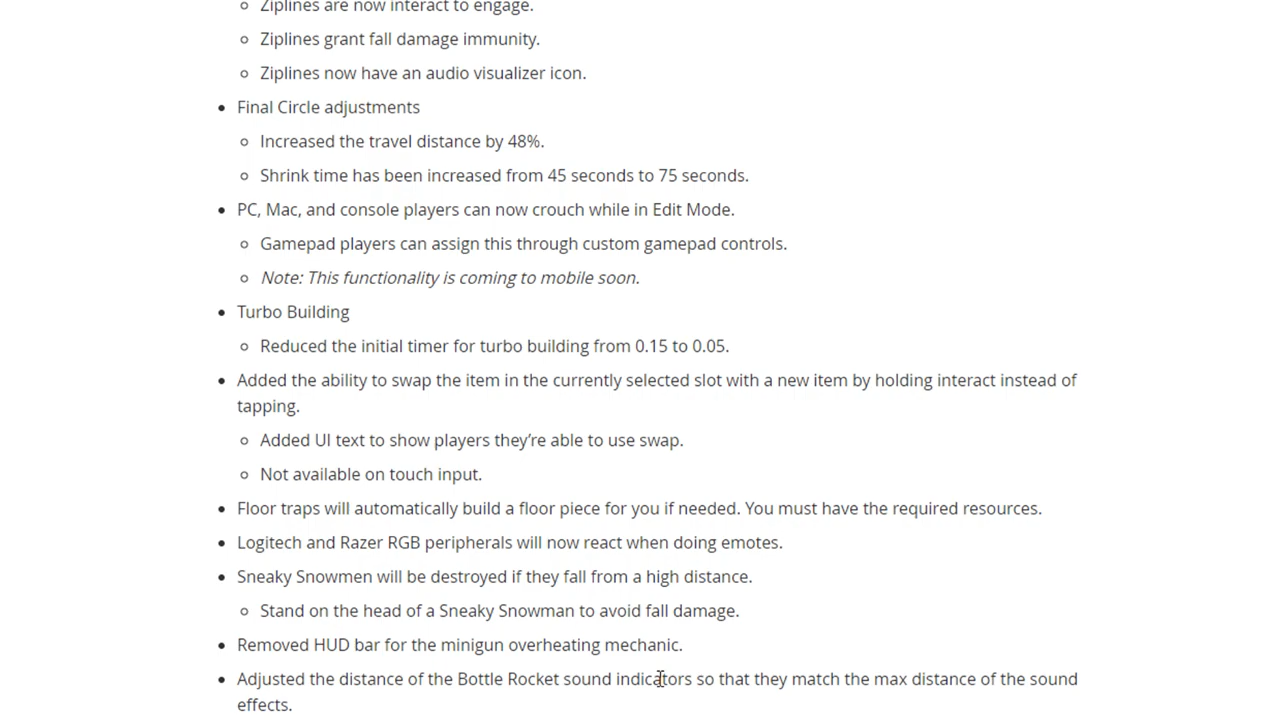 Ziplines are now interact to engage.
Ziplines grant fall damage immunity.
Ziplines now have an audio visualizer icon.
Final Circle adjustments
Increased the travel distance by 48%.
Shrink time has been increased from 45 seconds to 75 seconds.
PC, Mac, and console players can now crouch while in Edit Mode.
Gamepad players can assign this through custom gamepad controls.
Note: This functionality is coming to mobile soon.
Turbo Building
Reduced the initial timer for turbo building from 0.15 to 0.05.
Added the ability to swap the item in the currently selected slot with a new item by holding interact instead of
tapping.
Added UI text to show players they’re able to use swap.
Not available on touch input.
Floor traps will automatically build a floor piece for you if needed. You must have the required resources.
Logitech and Razer RGB peripherals will now react when doing emotes.
Sneaky Snowmen will be destroyed if they fall from a high distance.
Stand on the head of a Sneaky Snowman to avoid fall damage.
Removed HUD bar for the minigun overheating mechanic.
Adjusted the distance of the Bottle Rocket sound indicators so that they match the max distance of the sound
effects.